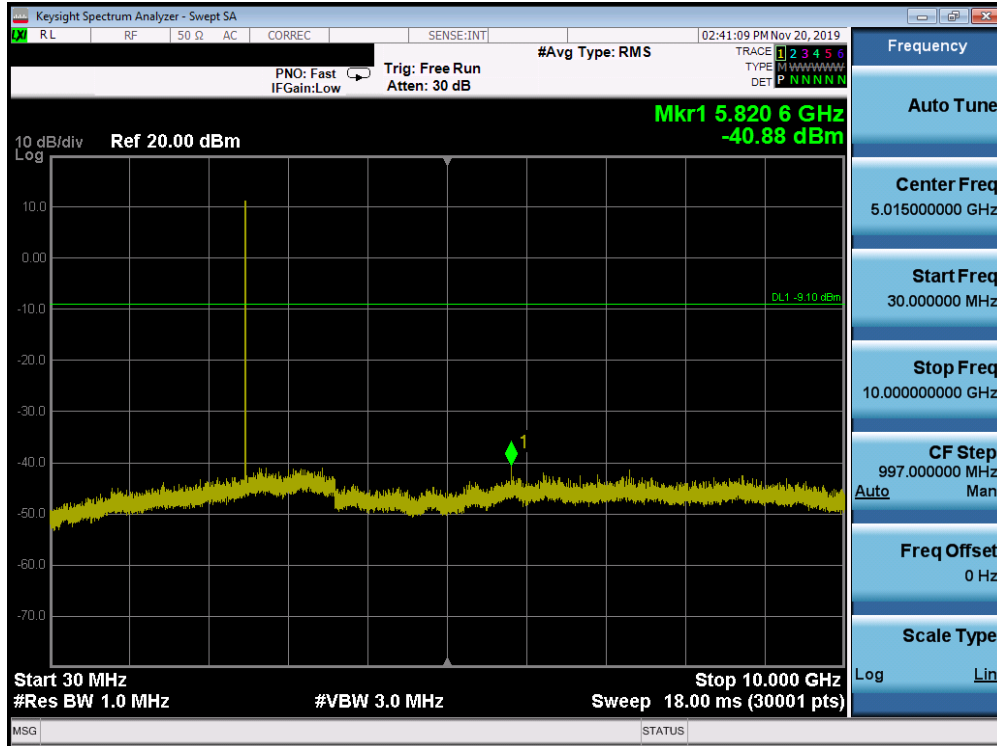 Keysight Spectrum Analyzer - Swept SA
LXI RL RF 50 Ω AC CORREC SENSE:INT 02:41:09 PM Nov 20, 2019
#Avg Type: RMS
TRACE 1 2 3 4 5 6
TYPE M WWWWW
DET P N N N N N
PNO: Fast
IFGain:Low
Trig: Free Run
Atten: 30 dB
Mkr1 5.820 6 GHz
-40.88 dBm
10 dB/div
Log
Ref 20.00 dBm
10.0
0.00
-10.0
-20.0
-30.0
-40.0
-50.0
-60.0
-70.0
DL1 -9.10 dBm
1
Start 30 MHz
Stop 10.000 GHz
#Res BW 1.0 MHz
#VBW 3.0 MHz
Sweep 18.00 ms (30001 pts)
MSG
STATUS
Frequency
Auto Tune
Center Freq
5.015000000 GHz
Start Freq
30.000000 MHz
Stop Freq
10.000000000 GHz
CF Step
997.000000 MHz
Auto Man
Freq Offset
0 Hz
Scale Type
Log Lin